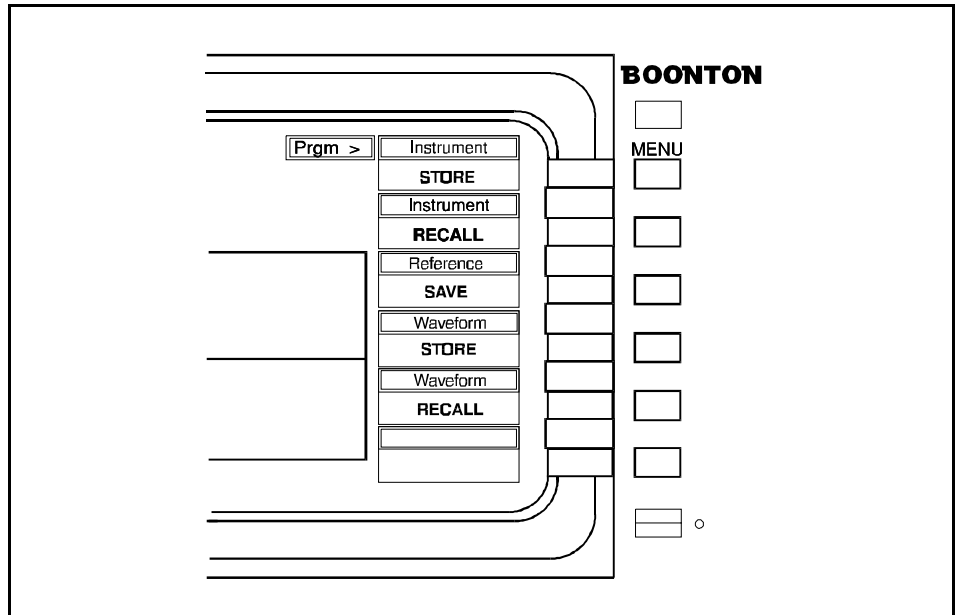 BOONTON
Prgm >
Instrument
MENU
STORE
Instrument
RECALL
Reference
SAVE
Waveform
STORE
Waveform
RECALL